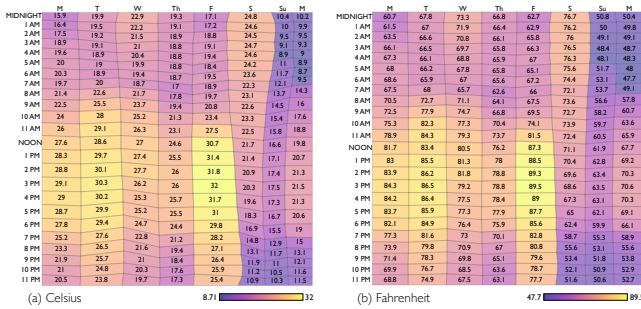 M T W Th F S Su M
MIDNIGHT 15.9 19.9 22.9 19.3 17.1 24.8 10.4 10.2
1 AM 16.4 19.5 22.2 19.1 17.2 24.6 10 9.9
2 AM 17.5 19.2 21.5 18.9 17.8 24.5 9.5 9.5
3 AM 18.9 19.1 21 18.8 19.1 24.7 9.1 9.3
4 AM 19.6 18.9 20.4 18.8 19.1 24.4 9 8.9
5 AM 20 19 19.9 18.8 18.4 24.2 11 8.9
6 AM 20.3 18.9 19.4 18.7 19.5 23.6 11.7 8.7
7 AM 19.7 20 18.7 17 18.9 22.3 12.1 9.5
8 AM 21.4 22.6 21.7 17.8 19.7 23.1 13.7 14.3
9 AM 22.5 25.5 23.7 19.4 20.8 22.6 14.5 16
10 AM 24 28 25.2 21.3 23.4 23.3 15.4 17.6
11 AM 26 29.1 26.3 23.1 27.5 22.5 15.8 18.8
NOON 27.6 28.6 27 24.6 30.7 21.7 16.6 19.8
1 PM 28.3 29.7 27.4 25.5 31.4 21.4 17.1 20.7
2 PM 28.8 30.1 27.7 26 31.8 20.9 17.4 21.3
3 PM 29.1 30.3 26.2 26 32 20.3 17.5 21.5
4 PM 29 30.2 25.3 25.7 31.7 19.6 17.3 21.3
5 PM 28.7 29.9 25.2 25.5 31 18.3 16.7 20.6
6 PM 27.8 29.4 24.7 24.4 29.8 16.9 15.5 19
7 PM 25.2 27.6 22.8 21.2 28.2 14.8 12.9 15
8 PM 23.3 26.5 21.6 19.4 27.1 13.1 11.7 13.1
9 PM 21.9 25.7 21 18.4 26.4 11.9 11 12.1
10 PM 21 24.8 20.3 17.6 25.9 11.2 10.5 11.6
11 PM 20.5 23.8 19.7 17.3 25.4 10.9 10.3 11.5
(a) Celsius 8.71 32
M T W Th F S Su M
MIDNIGHT 60.7 67.8 73.3 66.8 62.7 76.7 50.8 50.4
1 AM 61.5 67 71.9 66.4 62.9 76.2 50 49.8
2 AM 63.5 66.6 70.8 66.1 65.8 76 49.1 49.1
3 AM 66.1 66.5 69.7 65.8 66.3 76.5 48.4 48.7
4 AM 67.3 66.1 68.8 65.9 66.3 75.9 48.1 48.3
5 AM 68 66.2 67.8 65.8 65.1 75.6 51.7 48
6 AM 68.6 65.9 67 65.6 67.2 74.4 53.1 47.7
7 AM 67.5 68 65.7 62.6 66 72.1 53.7 49.1
8 AM 70.5 72.7 71.1 64.1 67.5 73.6 56.6 57.8
9 AM 72.5 77.9 74.7 66.8 69.5 72.7 58.2 60.7
10 AM 75.3 82.3 77.3 70.4 74.1 73.9 59.7 63.6
11 AM 78.9 84.3 79.3 73.7 81.5 72.4 60.5 65.9
NOON 81.7 83.4 80.5 76.2 87.3 71.1 61.9 67.7
1 PM 83 85.5 81.3 78 88.5 70.4 62.8 69.2
2 PM 83.9 86.2 81.8 78.8 89.3 69.6 63.4 70.3
3 PM 84.3 86.5 79.2 78.8 89.5 68.6 63.5 70.6
4 PM 84.2 86.4 77.5 78.4 89 67.3 63.1 70.3
5 PM 83.7 85.9 77.3 77.9 87.7 65 62.1 69.1
6 PM 82.1 84.9 76.4 75.9 85.6 62.4 59.9 66.1
7 PM 77.3 81.6 73 70.1 82.8 58.7 55.3 58.9
8 PM 73.9 79.8 70.9 67 80.8 55.6 53.1 55.6
9 PM 71.4 78.3 69.8 65.1 79.6 53.4 51.8 53.8
10 PM 69.9 76.7 68.5 63.6 78.7 52.1 50.9 52.9
11 PM 68.8 74.9 67.5 63.1 77.7 51.6 50.6 52.7
(b) Fahrenheit 47.7